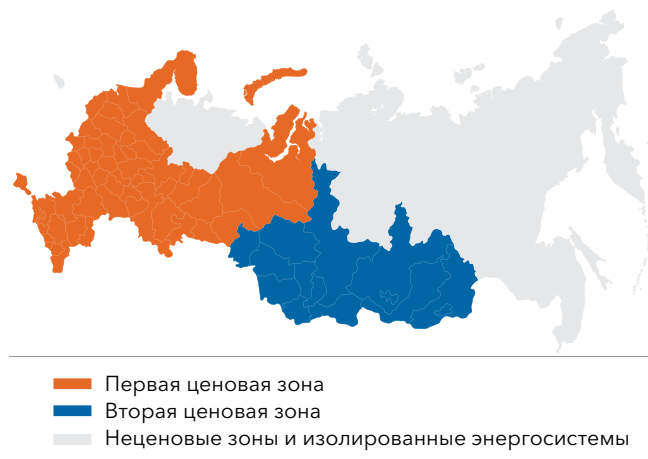 Первая ценовая зона
Вторая ценовая зона
Неценовые зоны и изолированные энергосистемы